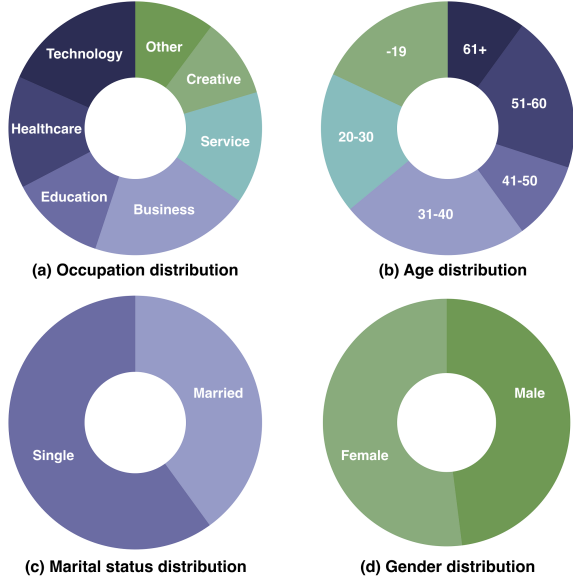 Technology
Other
Creative
Healthcare
Service
Education
Business
(a) Occupation distribution
-19
61+
51-60
20-30
41-50
31-40
(b) Age distribution
Married
Single
(c) Marital status distribution
Male
Female
(d) Gender distribution